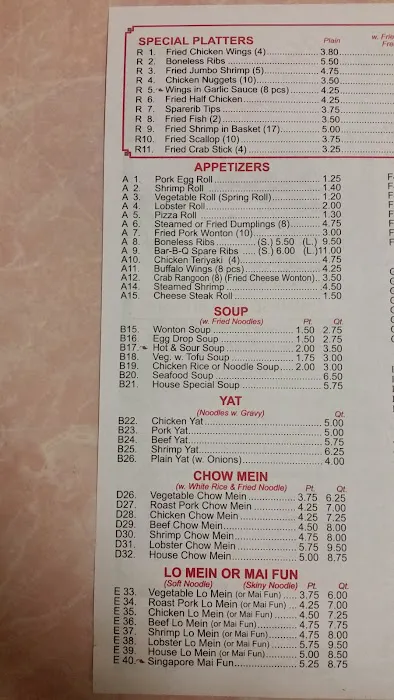 SPECIAL PLATTERS Plain w. Frie
R 1. Fried Chicken Wings (4) 3.80
R 2. Boneless Ribs 5.50
R 3. Fried Jumbo Shrimp (5) 4.75
R 4. Chicken Nuggets (10) 3.50
R 5. Wings in Garlic Sauce (8 pcs) 4.25
R 6. Fried Half Chicken 4.25
R 7. Sparerib Tips 3.75
R 8. Fried Fish (2) 3.50
R 9. Fried Shrimp in Basket (17) 5.00
R10. Fried Scallop (10) 3.75
R11. Fried Crab Stick (4) 3.25
APPETIZERS
A 1. Pork Egg Roll 1.25
A 2. Shrimp Roll 1.40
A 3. Vegetable Roll (Spring Roll) 1.20
A 4. Lobster Roll 2.00
A 5. Pizza Roll 1.30
A 6. Steamed or Fried Dumplings (8) 4.75
A 7. Fried Pork Wonton (10) 3.00
A 8. Boneless Ribs (S.) 5.50 (L.) 9.50
A 9. Bar-B-Q Spare Ribs (S.) 6.00 (L.)11.00
A10. Chicken Teriyaki (4) 4.75
A11. Buffalo Wings (8 pcs) 4.25
A12. Crab Rangoon (8) (Fried Cheese Wonton) 3.50
A14. Steamed Shrimp 4.50
A15. Cheese Steak Roll 1.50
SOUP
(w. Fried Noodles) Pt. Qt.
B15. Wonton Soup 1.50 2.75
B16. Egg Drop Soup 1.50 2.75
B17. Hot & Sour Soup 2.00 3.50
B18. Veg. w. Tofu Soup 1.75 3.00
B19. Chicken Rice or Noodle Soup 2.00 3.00
B20. Seafood Soup 6.50
B21. House Special Soup 5.75
YAT
(Noodles w. Gravy) Qt.
B22. Chicken Yat 5.00
B23. Pork Yat 5.00
B24. Beef Yat 5.75
B25. Shrimp Yat 6.25
B26. Plain Yat (w. Onions) 4.00
CHOW MEIN
(w. White Rice & Fried Noodle) Pt. Qt.
D26. Vegetable Chow Mein 3.75 6.25
D27. Roast Pork Chow Mein 4.25 7.00
D28. Chicken Chow Mein 4.25 7.25
D29. Beef Chow Mein 4.50 8.00
D30. Shrimp Chow Mein 4.75 8.00
D31. Lobster Chow Mein 5.75 9.50
D32. House Chow Mein 5.00 8.75
LO MEIN OR MAI FUN
(Soft Noodle) (Skiny Noodle) Pt. Qt.
E 33. Vegetable Lo Mein (or Mai Fun) 3.75 6.00
E 34. Roast Pork Lo Mein (or Mai Fun) 4.25 7.00
E 35. Chicken Lo Mein (or Mai Fun) 4.50 7.25
E 36. Beef Lo Mein (or Mai Fun) 4.75 7.75
E 37. Shrimp Lo Mein (or Mai Fun) 4.75 8.00
E 38. Lobster Lo Mein (or Mai Fun) 5.75 9.50
E 39. House Lo Mein (or Mai Fun) 5.00 8.50
E 40. Singapore Mai Fun 5.25 8.75